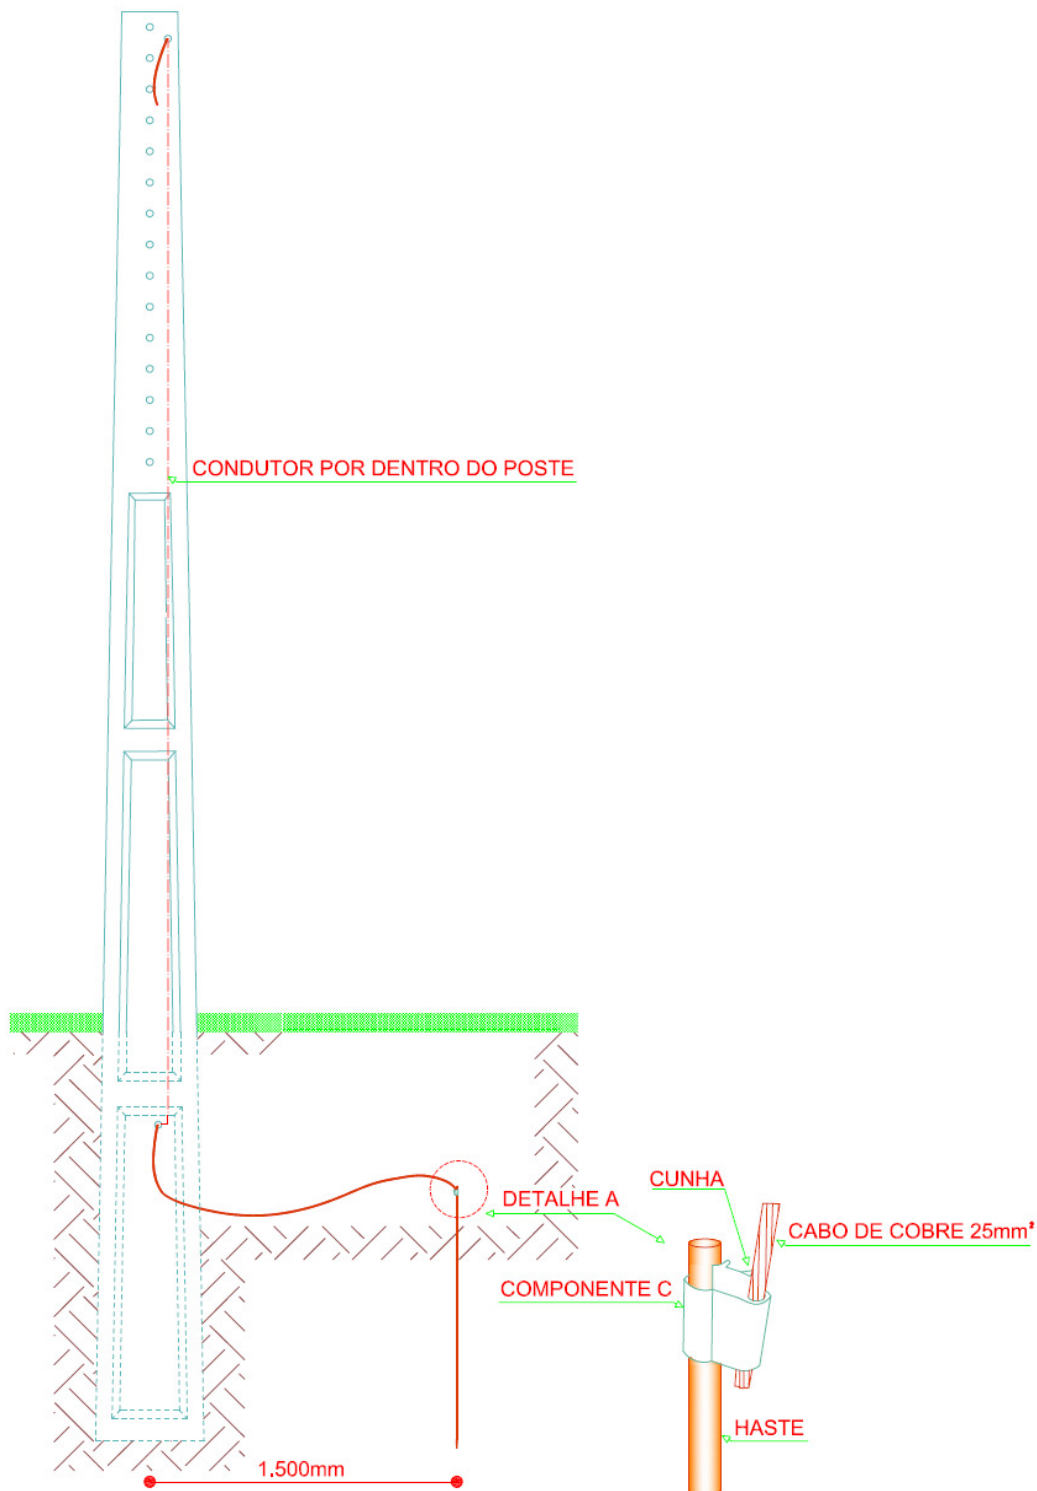 CONDUTOR POR DENTRO DO POSTE
CUNHA
DETALHE A
CABO DE COBRE 25mm²
COMPONENTE C
HASTE
1.500mm